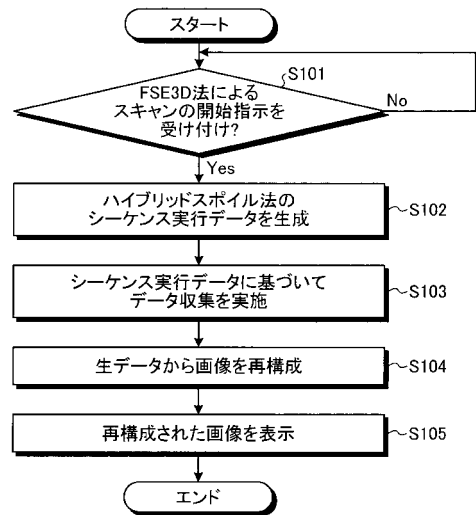 スタート
S101
FSE3D法による
スキャンの開始指示を
受け付け?
No
Yes
ハイブリッドスポイル法の
シーケンス実行データを生成
S102
シーケンス実行データに基づいて
データ収集を実施
S103
生データから画像を再構成
S104
再構成された画像を表示
S105
エンド